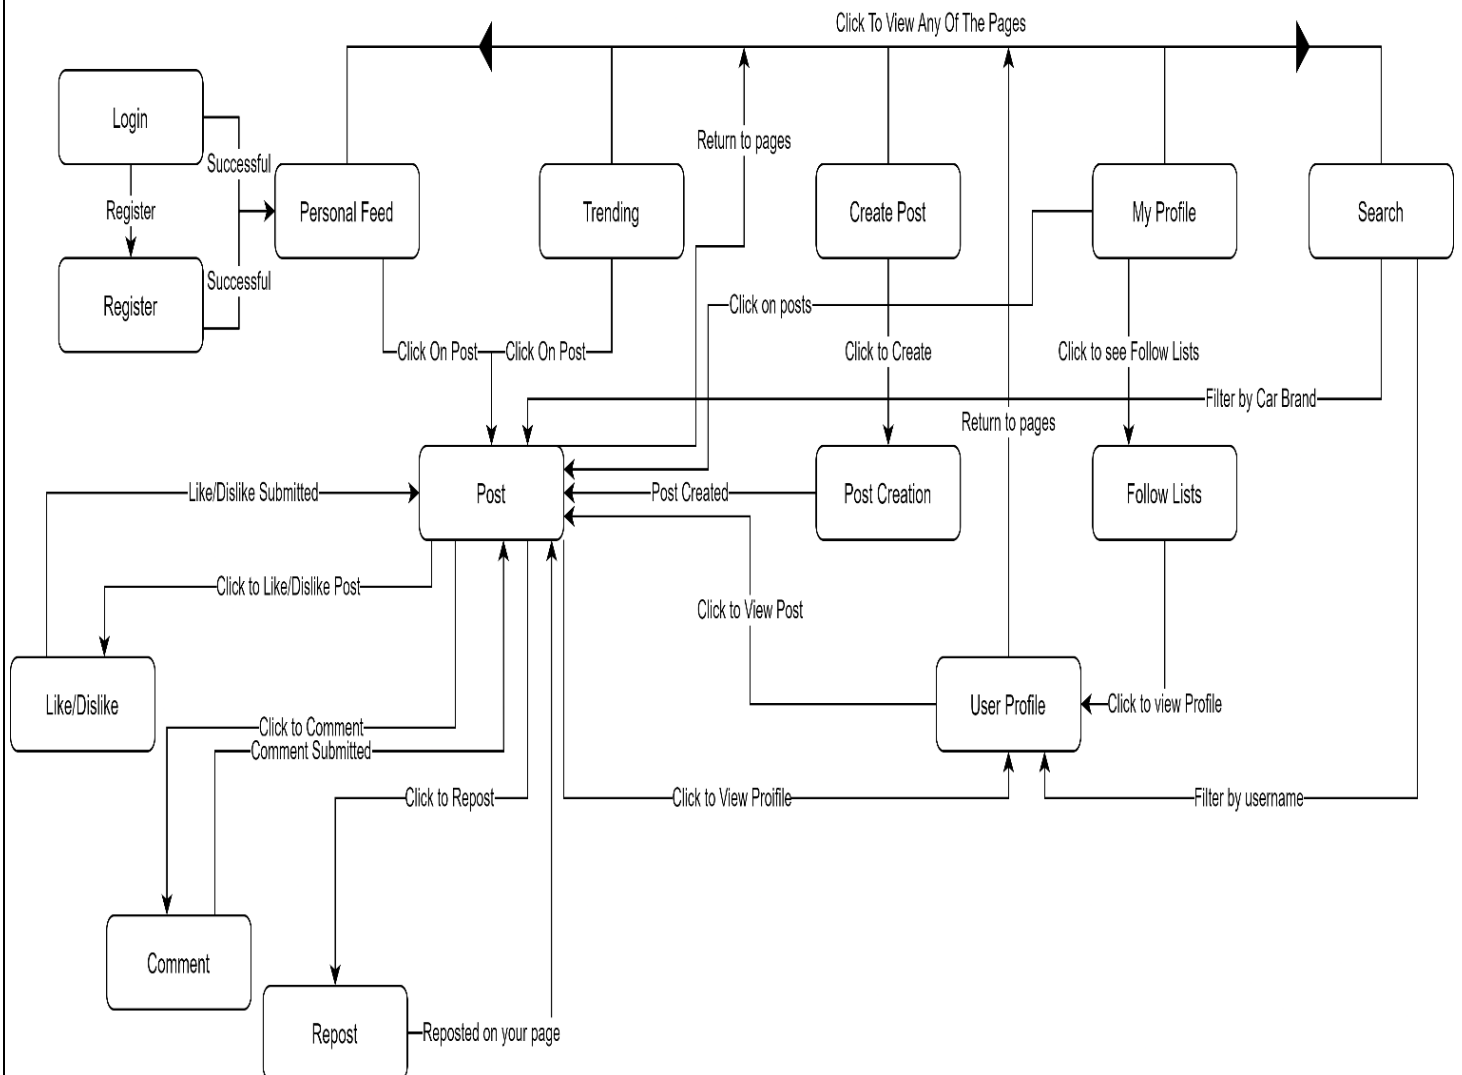 Click To View Any Of The Pages
Login
Return to pages
Successful
Register
Personal Feed
Trending
Create Post
My Profile
Search
Successful
Register
Click on posts
Click On Post
Click On Post
Click to Create
Click to see Follow Lists
Filter by Car Brand
Return to pages
Like/Dislike Submitted
Post
Post Created
Post Creation
Follow Lists
Click to Like/Dislike Post
Click to View Post
Like/Dislike
User Profile
Click to view Profile
Click to Comment
Comment Submitted
Click to Repost
Click to View Proifile
Filter by username
Comment
Repost
Reposted on your page